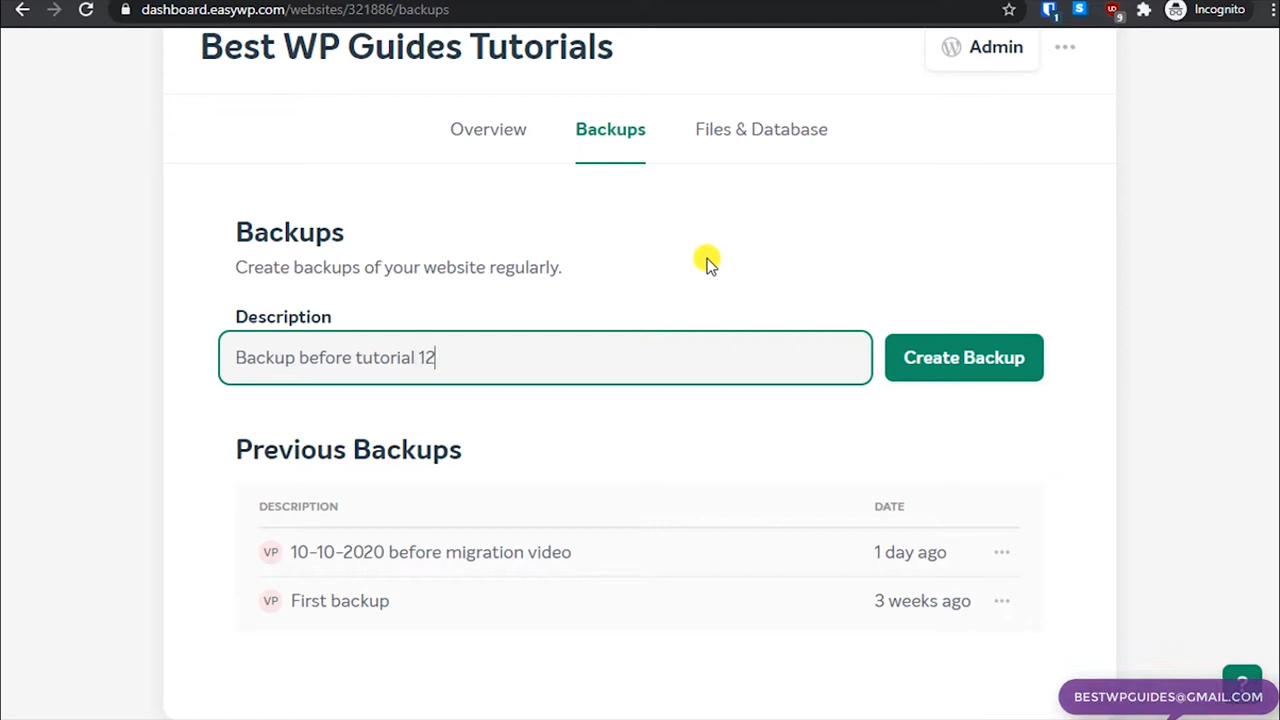 dashboard.easywp.com/websites/321886/backups
1
S
9
Incognito
Best WP Guides Tutorials
Admin
Overview
Backups
Files & Database
Backups
Create backups of your website regularly.
Description
Backup before tutorial 12
Create Backup
Previous Backups
DESCRIPTION
DATE
VP
10-10-2020 before migration video
1 day ago
VP
First backup
3 weeks ago
?
BESTWPGUIDES@GMAIL.COM